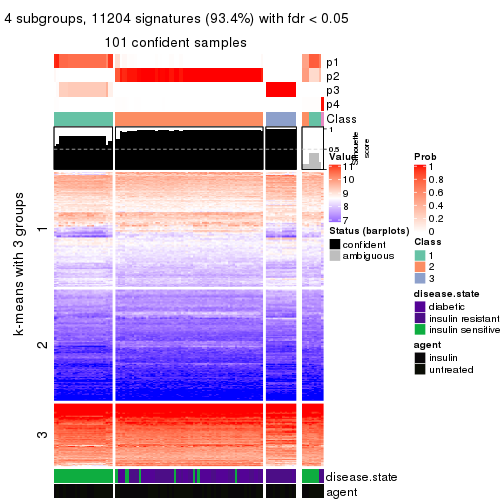 4 subgroups, 11204 signatures (93.4%) with fdr < 0.05
101 confident samples
p1
p2
p3
p4
Class
1
0.5
Silhouette
score
k-means with 3 groups
1
2
3
disease.state
agent
Value
11
10
9
8
7
Status (barplots)
confident
ambiguous
Prob
1
0.8
0.6
0.4
0.2
0
Class
1
2
3
disease.state
diabetic
insulin resistant
insulin sensitive
agent
insulin
untreated